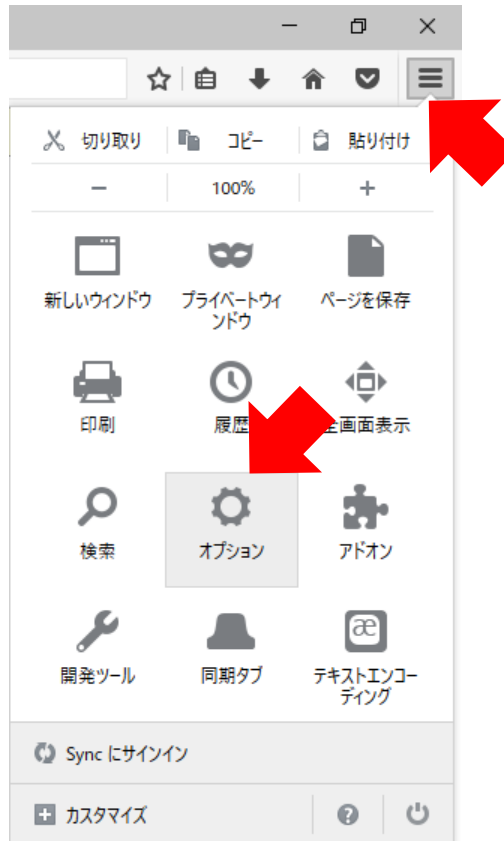 切り取り コピー 貼り付け
− 100% +
新しいウィンドウ プライベートウィ ページを保存
ンドウ
印刷 履歴 全画面表示
検索 オプション アドオン
開発ツール 同期タブ テキストエンコー
ディング
Sync にサインイン
カスタマイズ